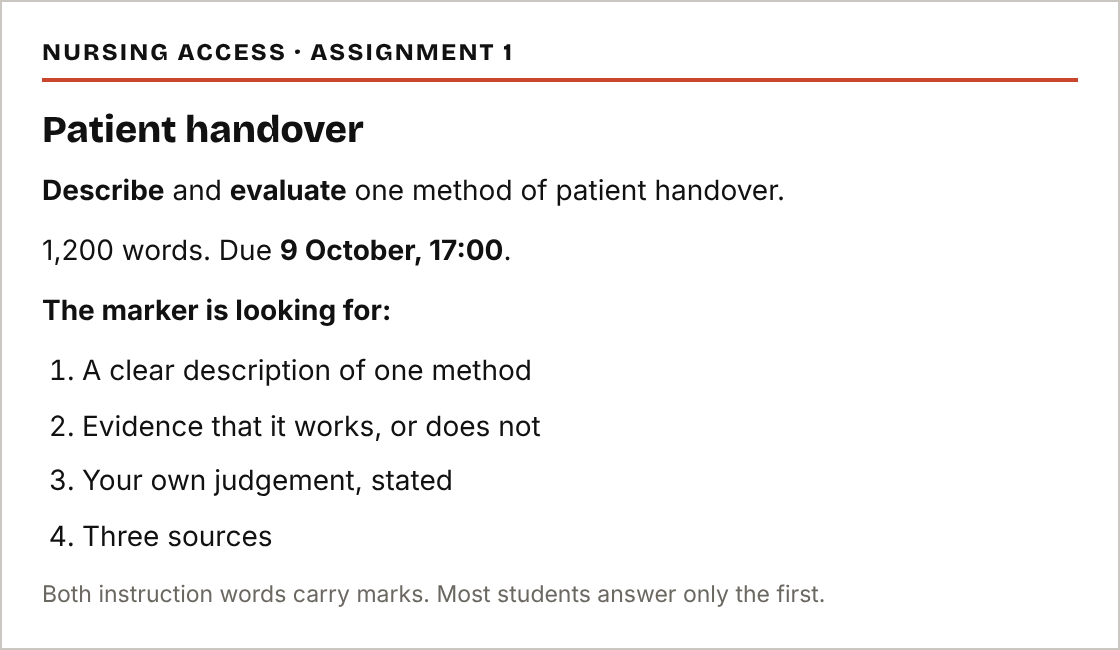 NURSING ACCESS · ASSIGNMENT 1
Patient handover
Describe and evaluate one method of patient handover.
1,200 words. Due 9 October, 17:00.
The marker is looking for:
1. A clear description of one method
2. Evidence that it works, or does not
3. Your own judgement, stated
4. Three sources
Both instruction words carry marks. Most students answer only the first.